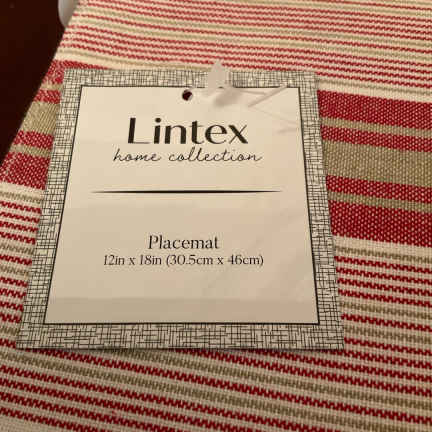 Lintex
home collection
Placemat
12in x 18in (30.5cm x 46cm)